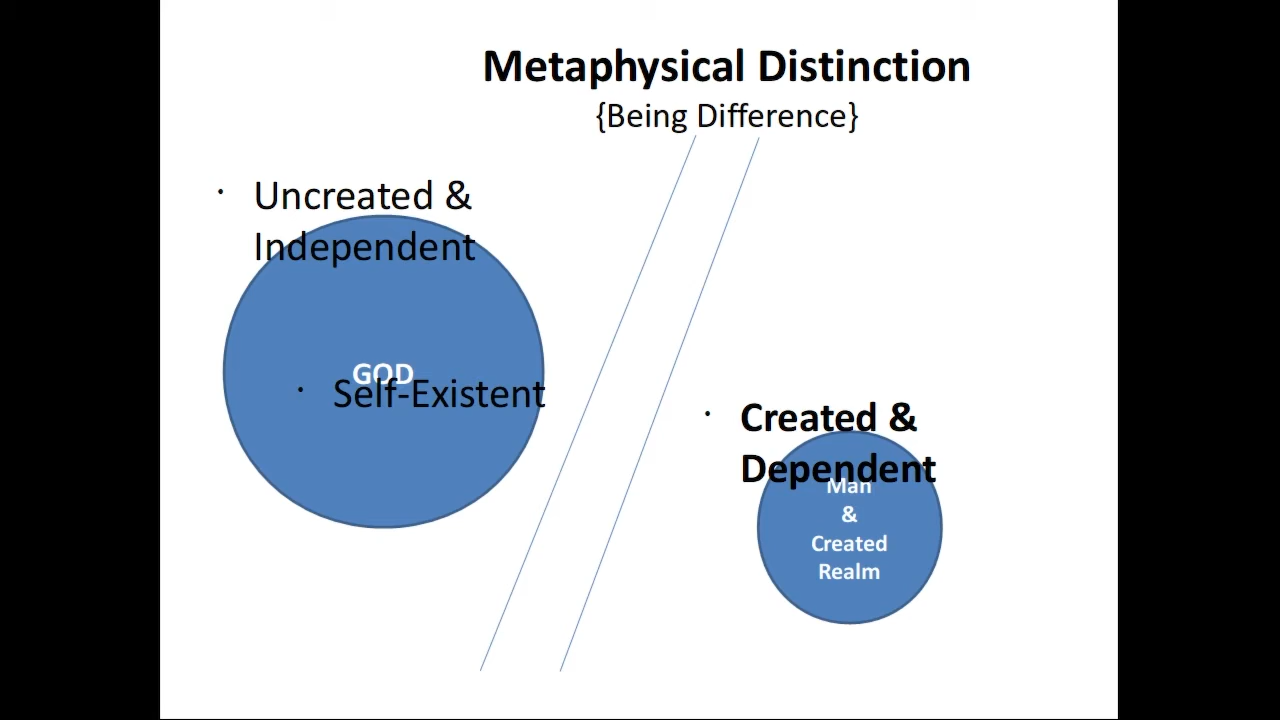 Metaphysical Distinction
{Being Difference}
• Uncreated &
Independent
GOD
• Self-Existent
• Created &
Dependent
Man
&
Created
Realm